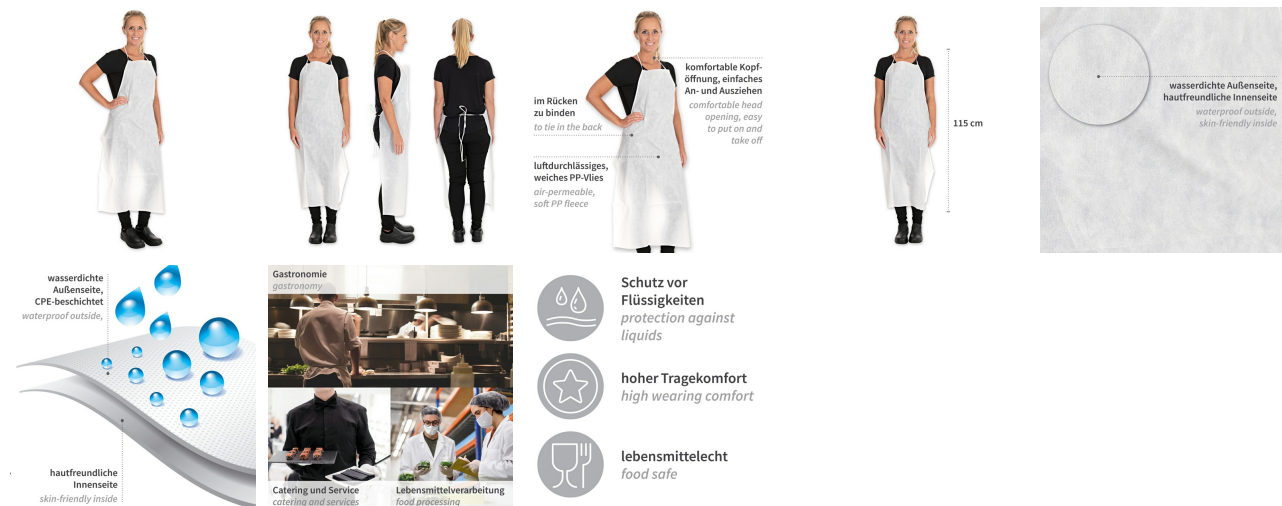 komfortable Kopf-
öffnung, einfaches
An- und Ausziehen
comfortable head
opening, easy
to put on and
take off
im Rücken
zu binden
to tie in the back
luftdurchlässiges,
weiches PP-Vlies
air-permeable,
soft PP fleece
115 cm
wasserdichte Außenseite,
hautfreundliche Innenseite
waterproof outside,
skin-friendly inside
wasserdichte
Außenseite,
CPE-beschichtet
waterproof outside,
hautfreundliche
Innenseite
skin-friendly inside
Gastronomie
gastronomy
Catering und Service
catering and services
Lebensmittelverarbeitung
food processing
Schutz vor
Flüssigkeiten
protection against
liquids
hoher Tragekomfort
high wearing comfort
lebensmittelecht
food safe